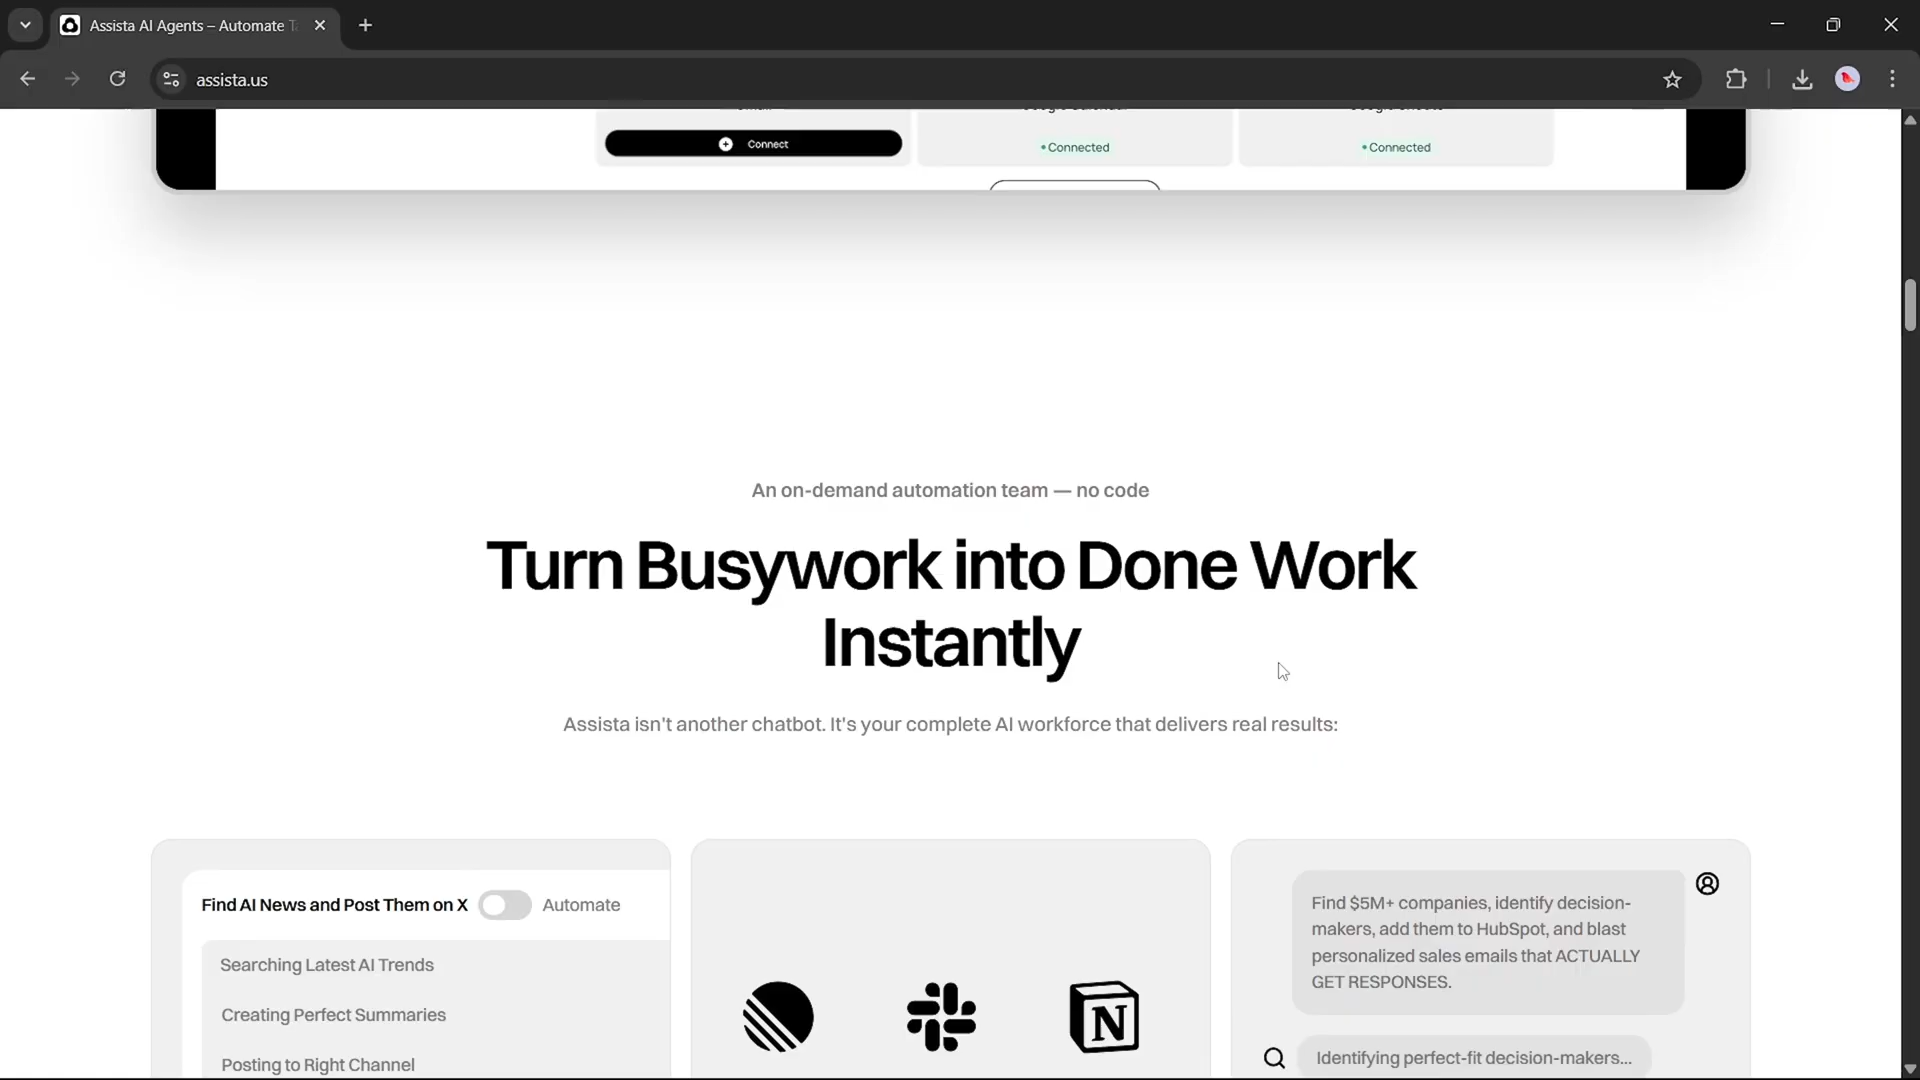 Assista AI Agents – Automate
assista.us
Connect
Connected
Connected
An on-demand automation team — no code
Turn Busywork into Done Work
Instantly
Assista isn't another chatbot. It's your complete AI workforce that delivers real results:
Find AI News and Post Them on X
Automate
Searching Latest AI Trends
Creating Perfect Summaries
Posting to Right Channel
N
Find $5M+ companies, identify decision-
makers, add them to HubSpot, and blast
personalized sales emails that ACTUALLY
GET RESPONSES.
Identifying perfect-fit decision-makers...